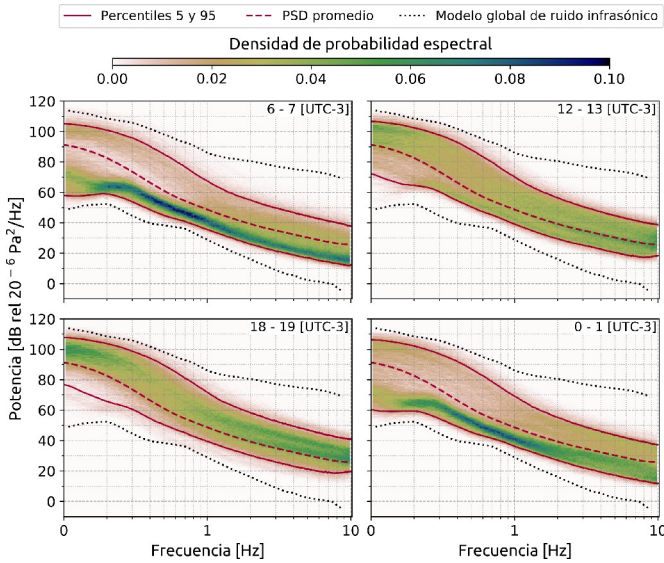 Percentiles 5 y 95 PSD promedio Modelo global de ruido infrasónico
Densidad de probabilidad espectral
0.00 0.02 0.04 0.06 0.08 0.10
6 - 7 [UTC-3] 12 - 13 [UTC-3]
120
100
80
60
40
20
0
18 - 19 [UTC-3] 0 - 1 [UTC-3]
120
100
80
60
40
20
0
Potencia [dB rel 20⁻⁶ Pa²/Hz]
0 1 10 0 1 10
Frecuencia [Hz] Frecuencia [Hz]